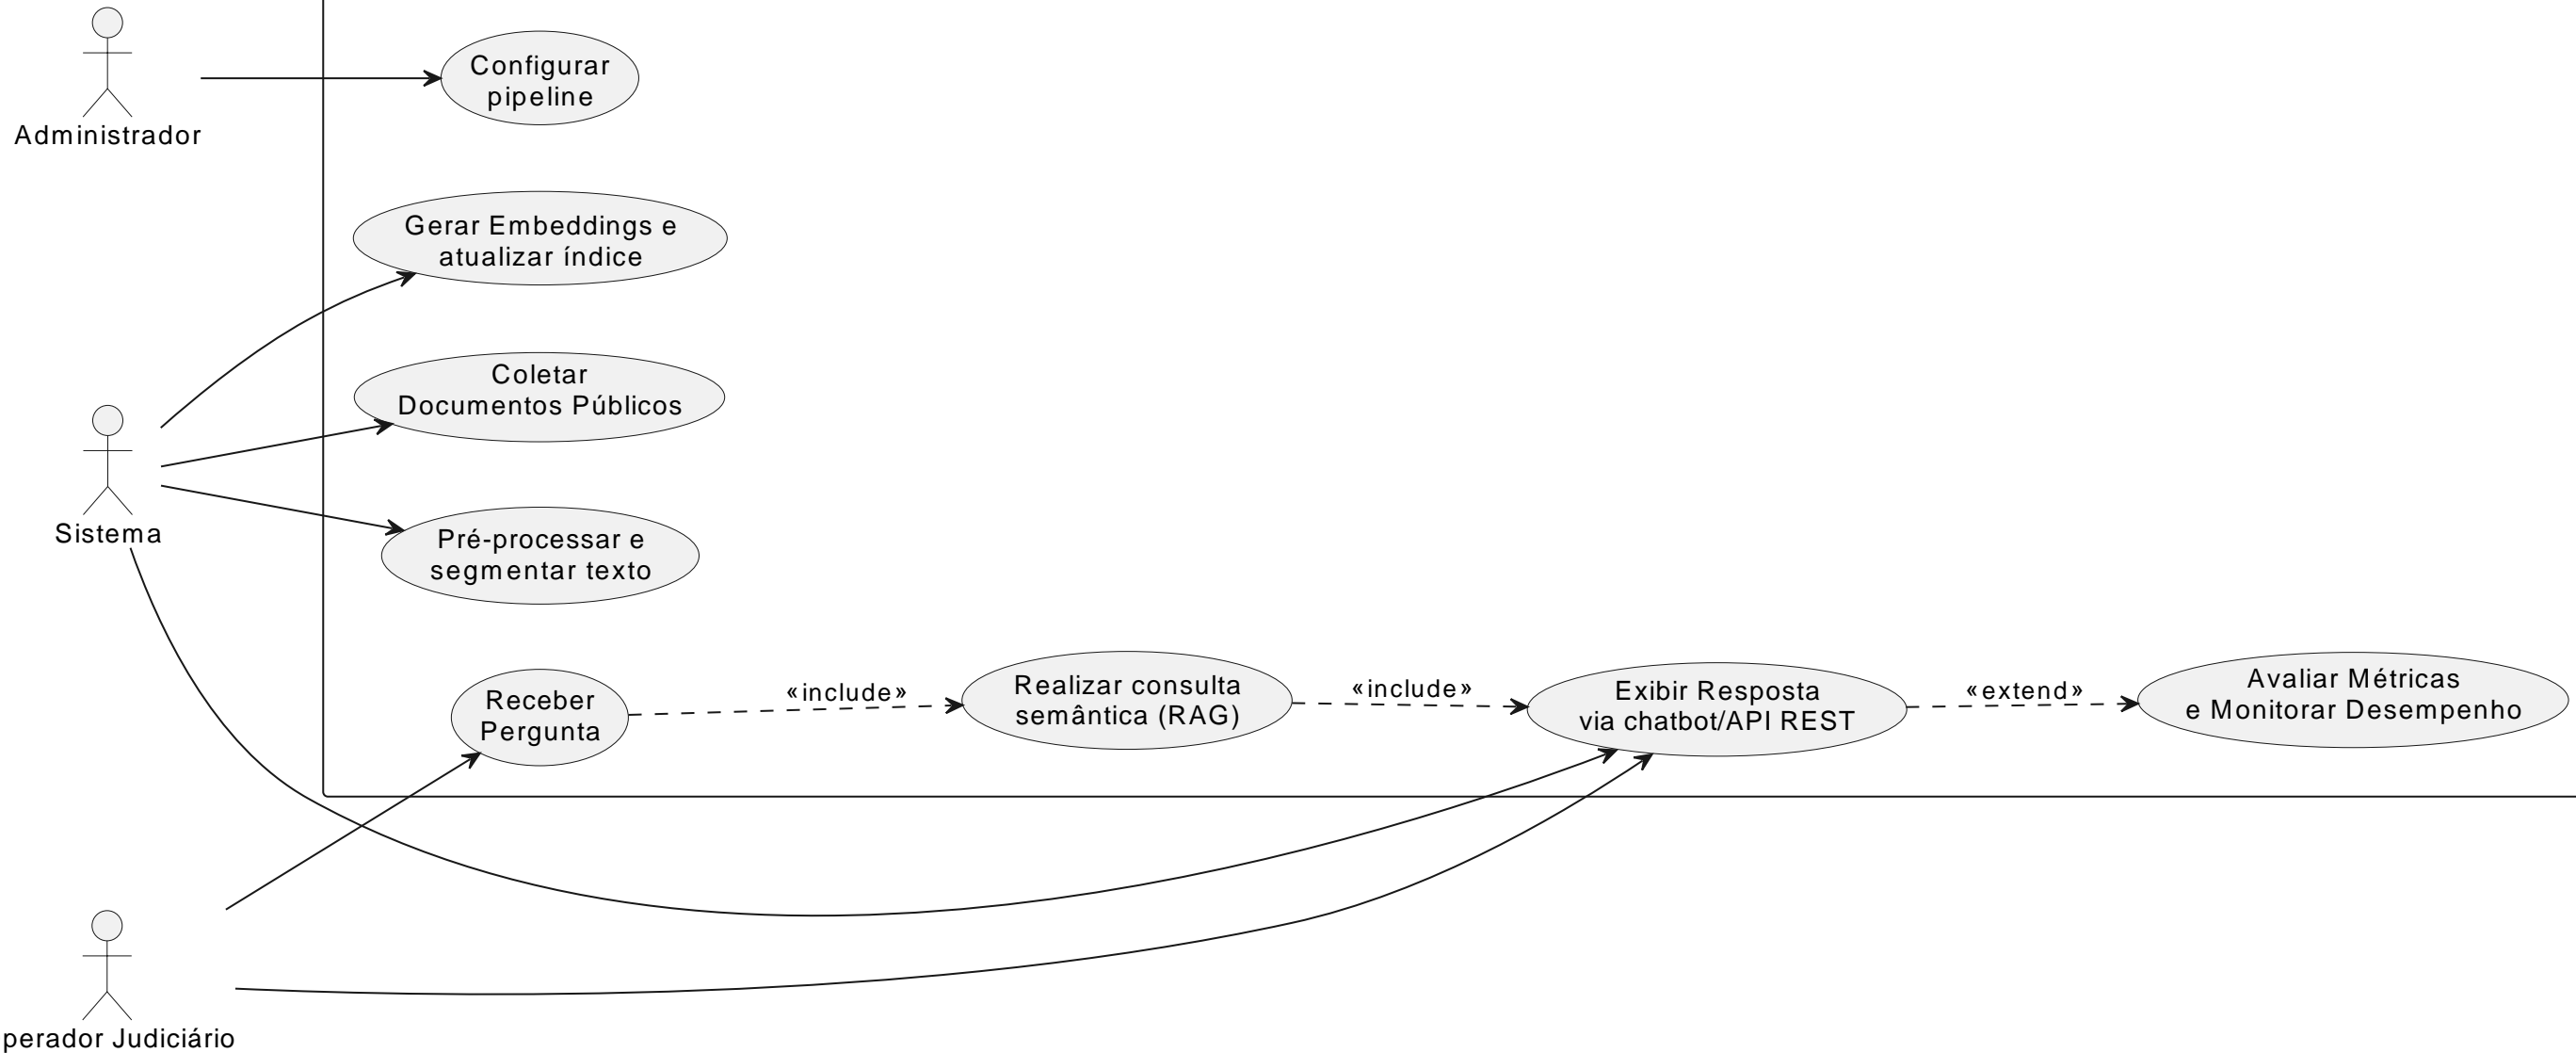 Administrador
Configurar
pipeline
Gerar Embeddings e
atualizar índice
Coletar
Documentos Públicos
Sistema
Pré-processar e
segmentar texto
Receber
Pergunta
«include»
Realizar consulta
semântica (RAG)
«include»
Exibir Resposta
via chatbot/API REST
«extend»
Avaliar Métricas
e Monitorar Desempenho
perador Judiciário